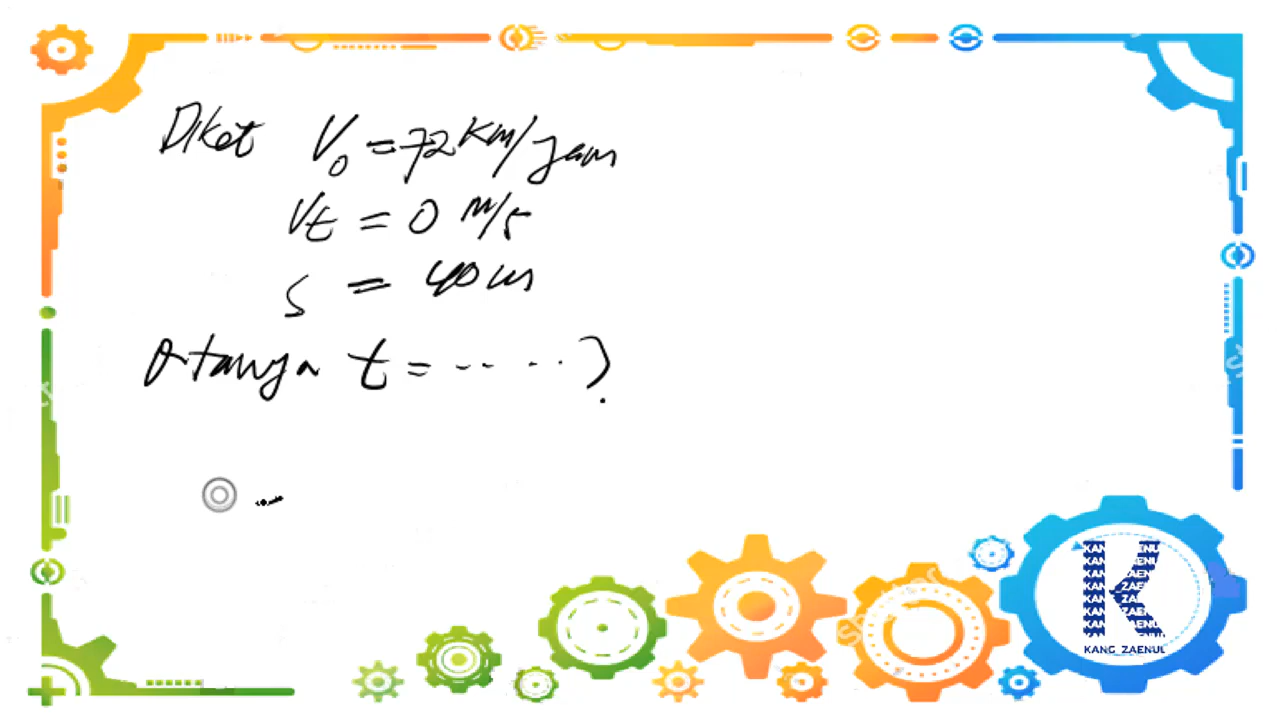 Diket V₀ = 72 Km/jam
Vt = 0 m/s
S = 40 m
Ditanya t = ..... ?
KANG_ZAENUL